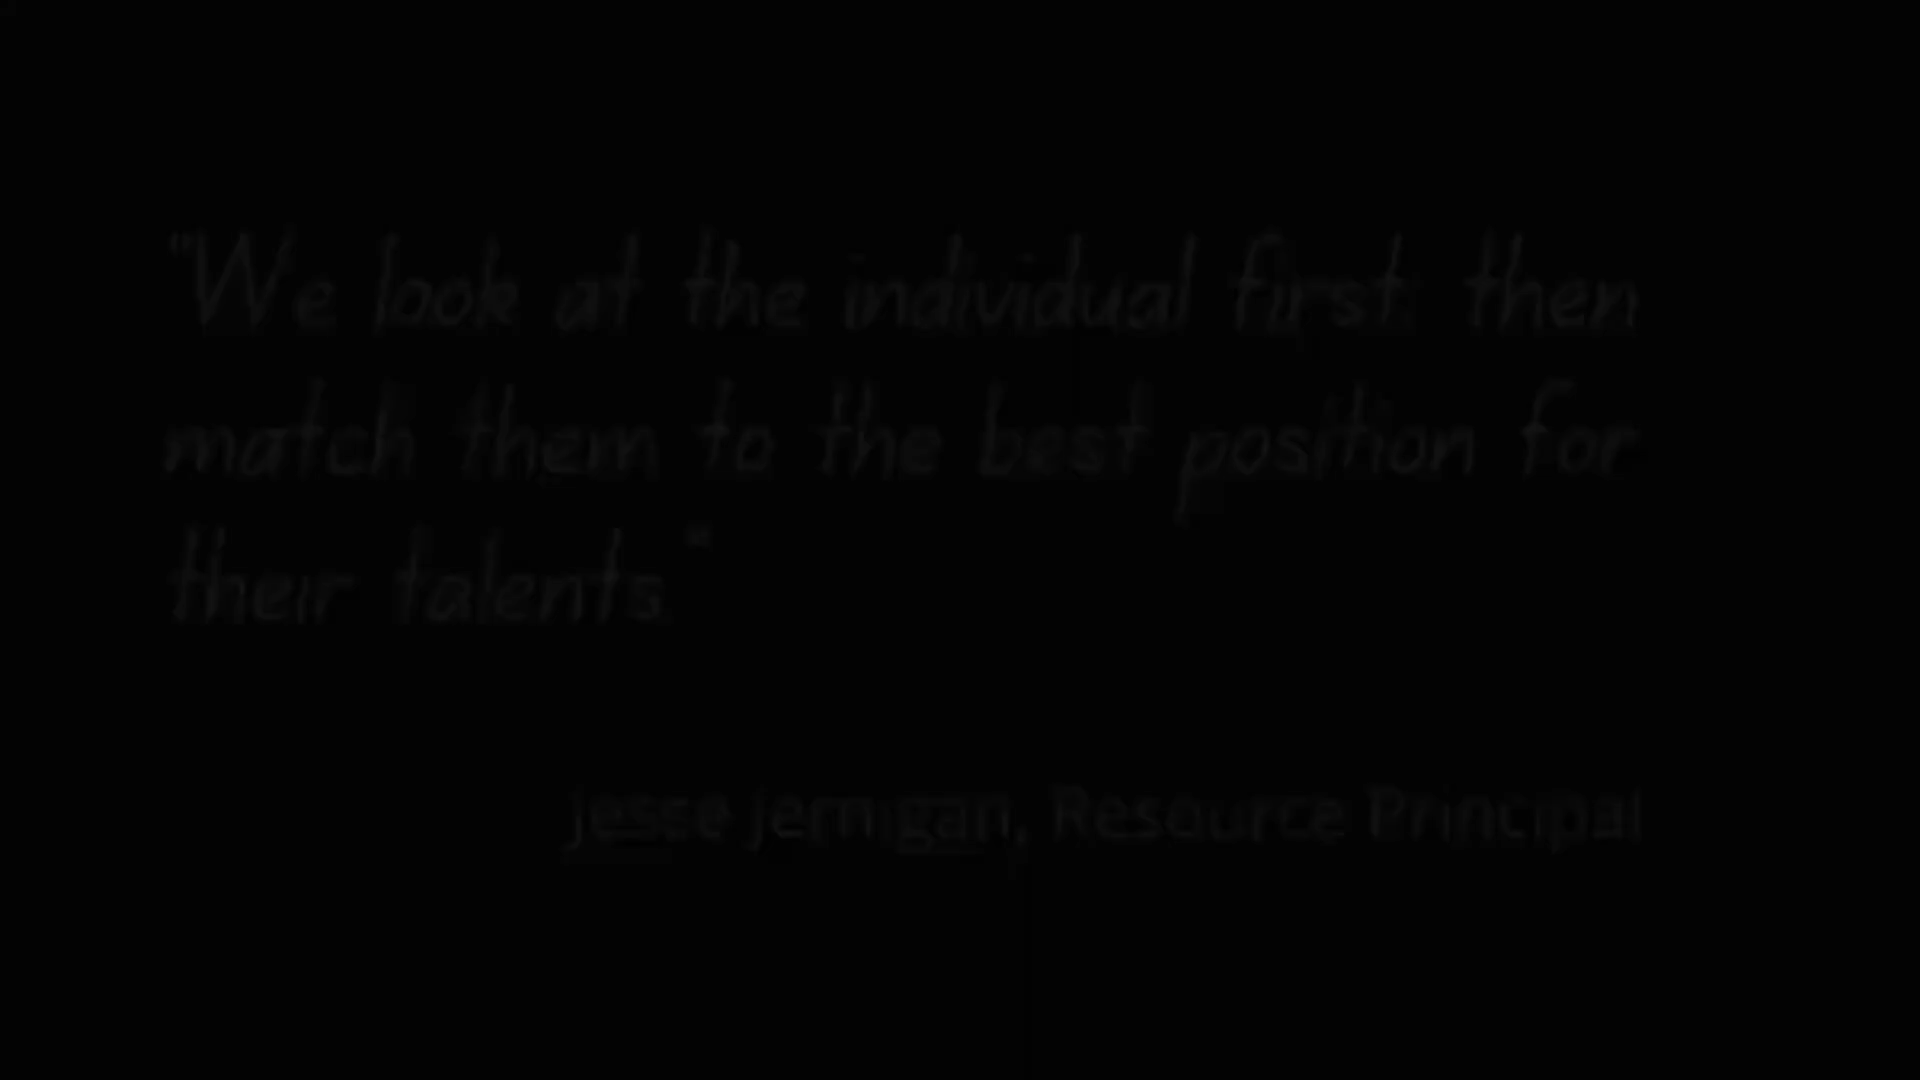 "We look at the individual first, then
match them to the best position for
their talents."
Jesse Jernigan, Resource Principal